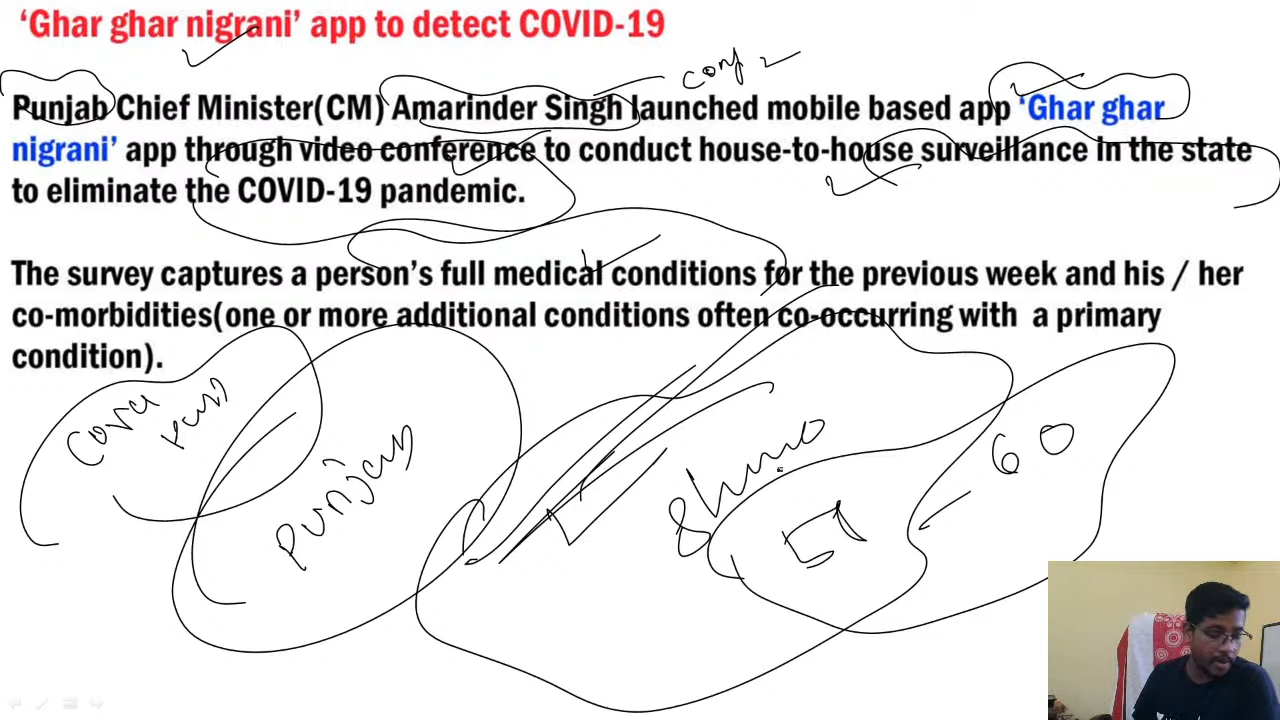 ‘Ghar ghar nigrani’ app to detect COVID-19
Punjab Chief Minister(CM) Amarinder Singh launched mobile based app ‘Ghar ghar
nigrani’ app through video conference to conduct house-to-house surveillance in the state
to eliminate the COVID-19 pandemic.
The survey captures a person’s full medical conditions for the previous week and his / her
co-morbidities(one or more additional conditions often co-occurring with a primary
condition).
60
51